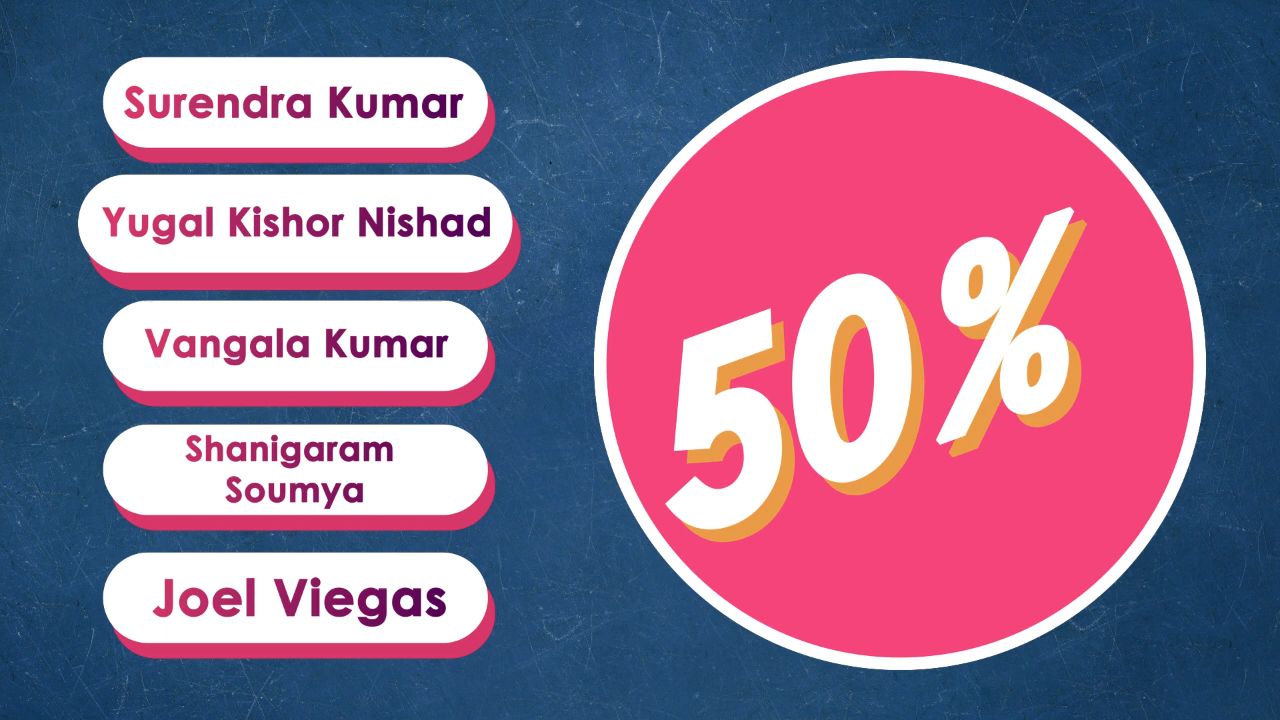 Surendra Kumar
Yugal Kishor Nishad
Vangala Kumar
Shanigaram
Soumya
Joel Viegas
50%